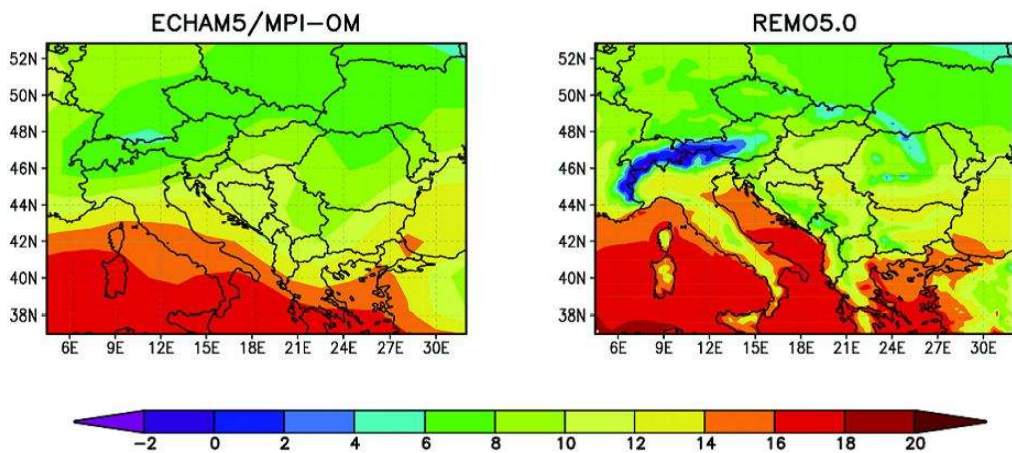 ECHAM5/MPI-OM
REMO5.0
52N
50N
48N
46N
44N
42N
40N
38N
6E 9E 12E 15E 18E 21E 24E 27E 30E
52N
50N
48N
46N
44N
42N
40N
38N
6E 9E 12E 15E 18E 21E 24E 27E 30E
-2 0 2 4 6 8 10 12 14 16 18 20